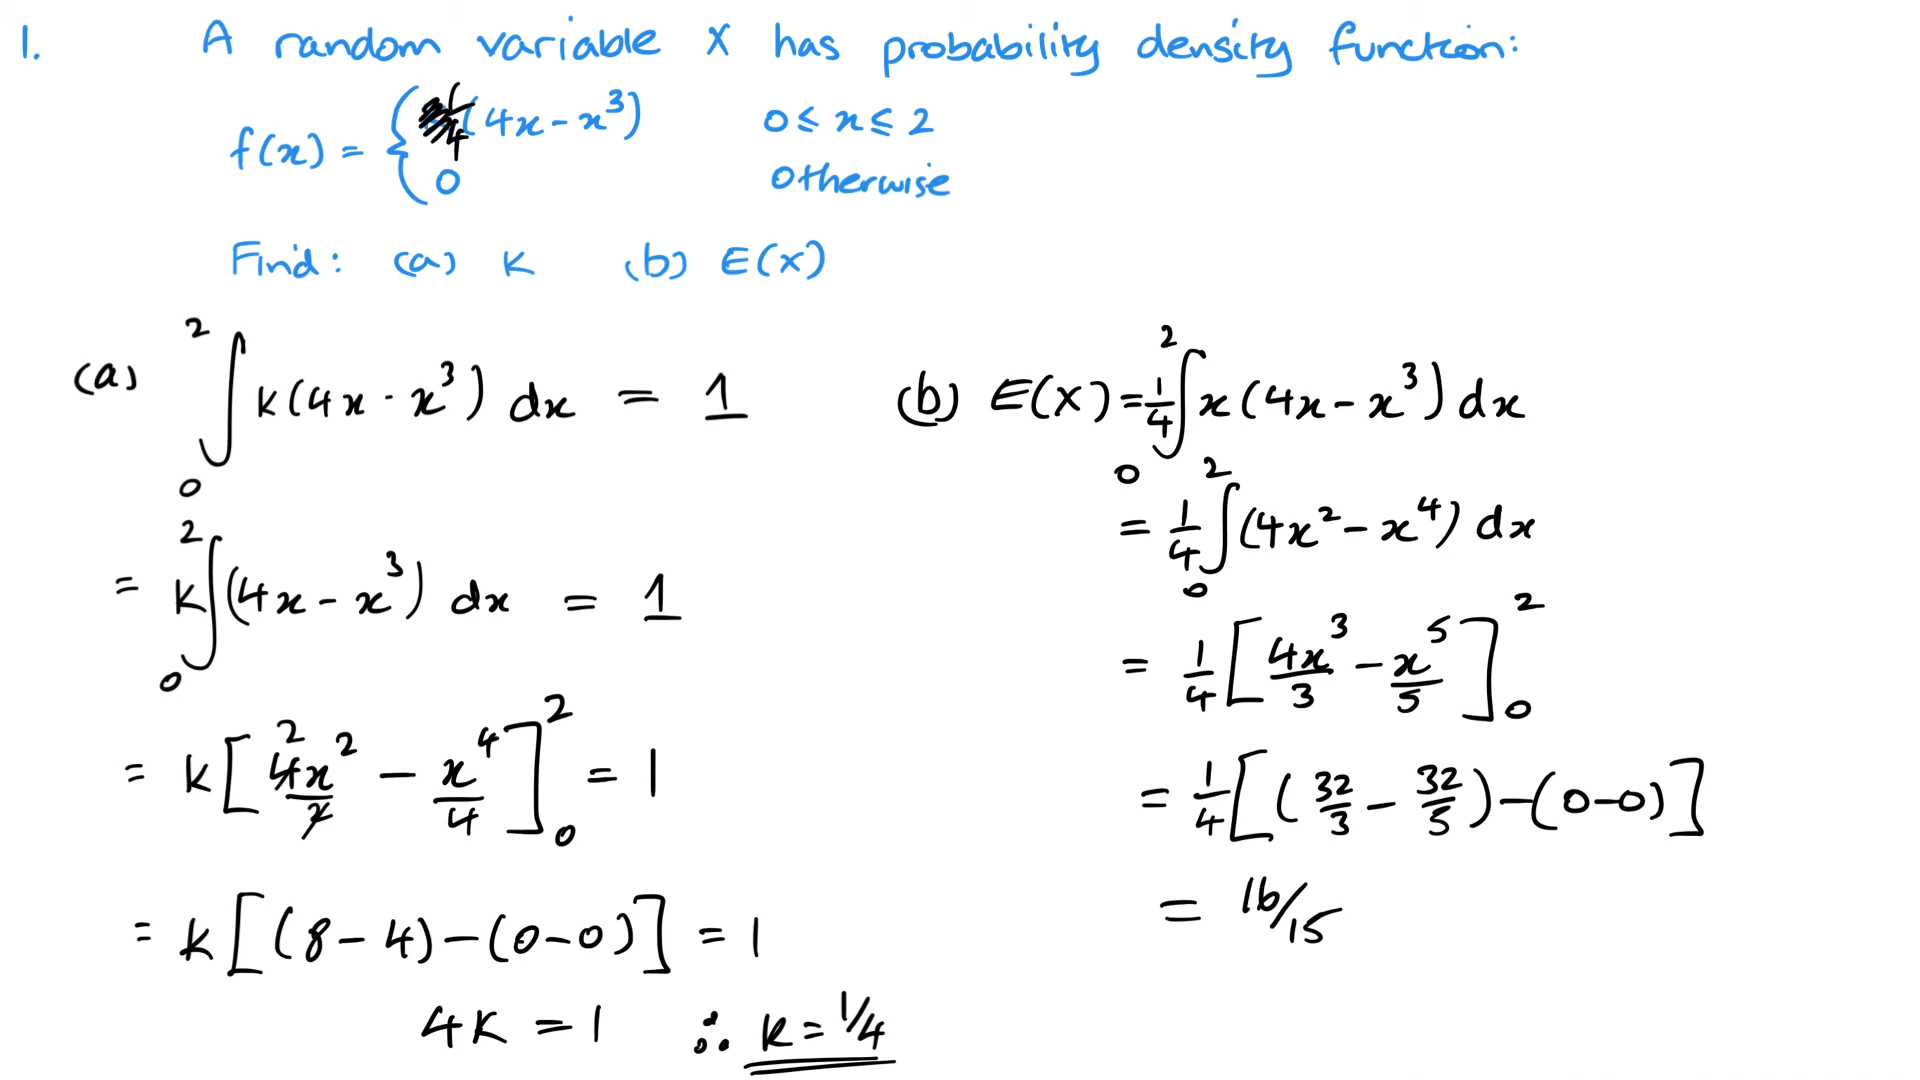 1. A random variable X has probability density function:
f(x) = { 1/4 (4x - x³) 0 ≤ x ≤ 2
0 otherwise
Find: (a) k (b) E(X)
(a) ∫₀² k(4x - x³) dx = 1
= k∫₀² (4x - x³) dx = 1
= k[4x²/2 - x⁴/4]₀² = 1
= k[(8 - 4) - (0 - 0)] = 1
4k = 1 ∴ k = 1/4
(b) E(X) = 1/4 ∫₀² x(4x - x³) dx
= 1/4 ∫₀² (4x² - x⁴) dx
= 1/4 [4x³/3 - x⁵/5]₀²
= 1/4 [(32/3 - 32/5) - (0 - 0)]
= 16/15